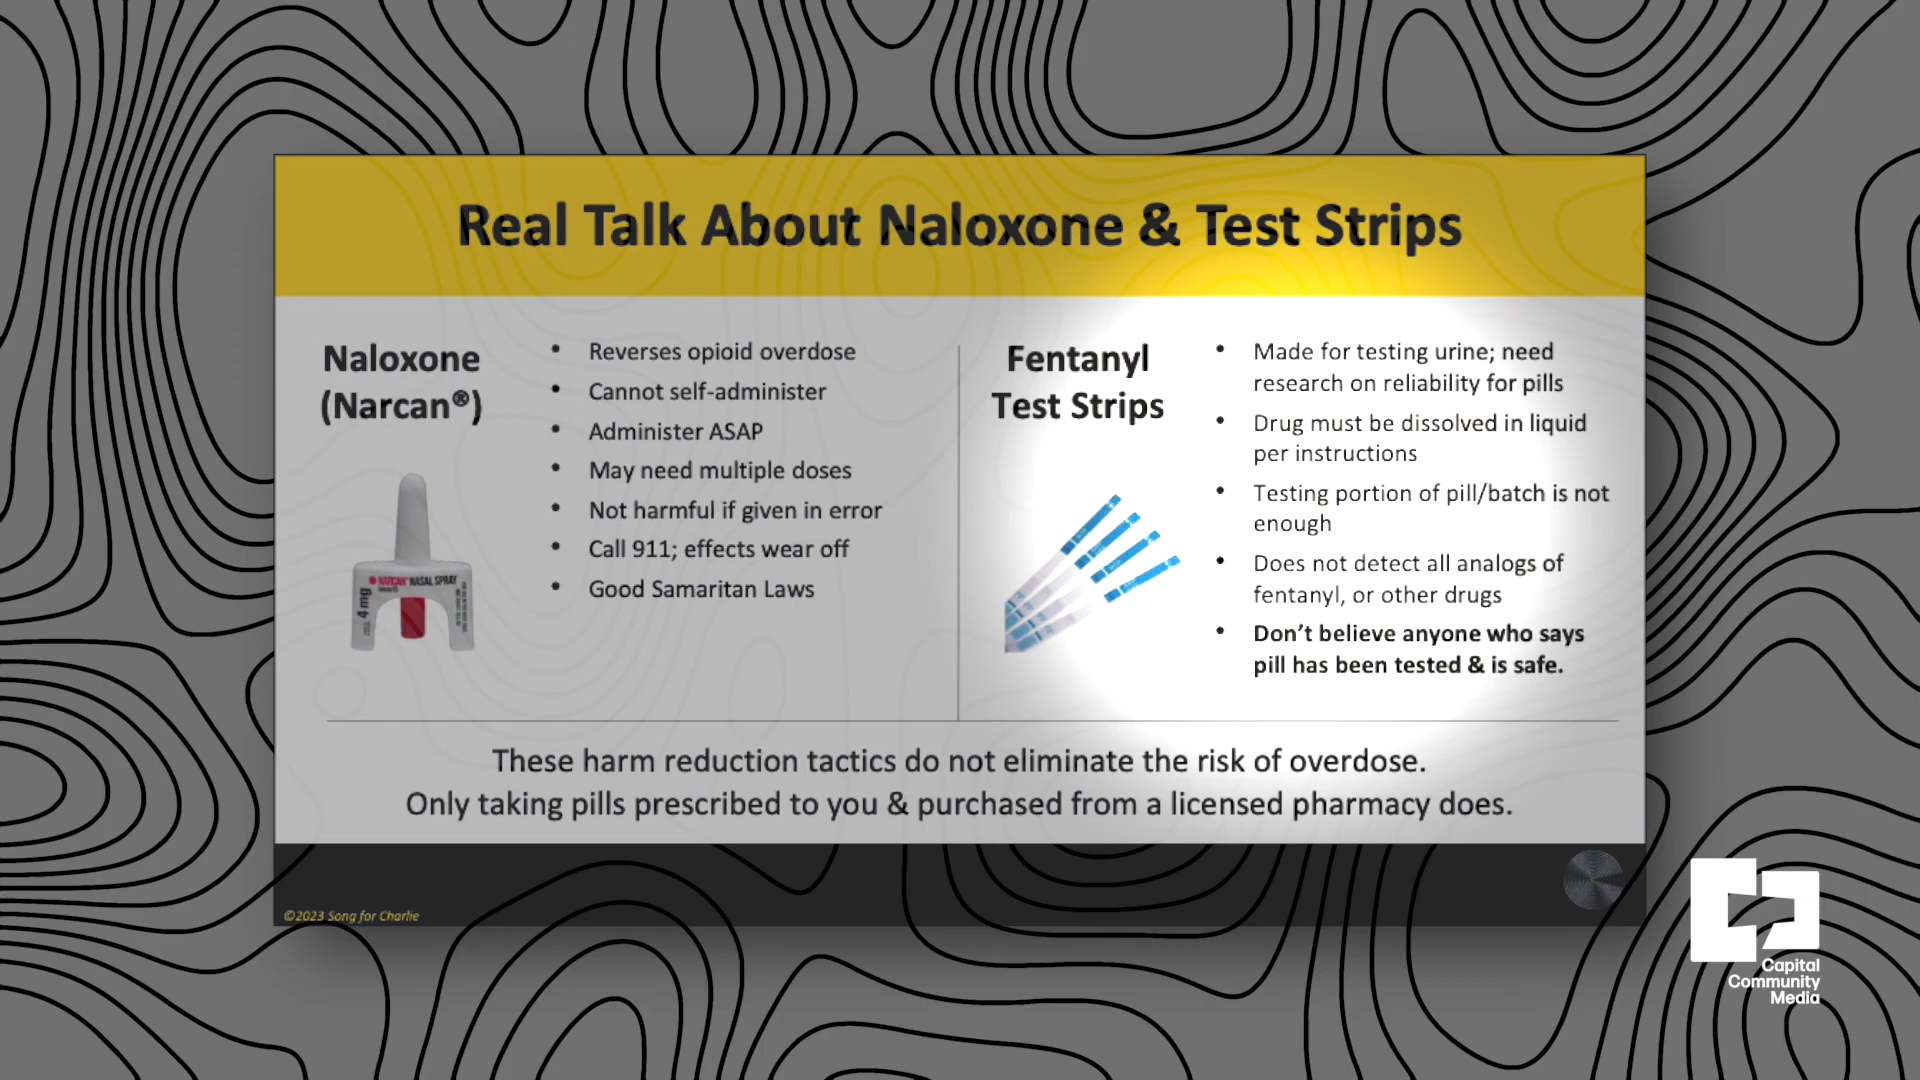 Real Talk About Naloxone & Test Strips
Naloxone
(Narcan®)
• Reverses opioid overdose
• Cannot self-administer
• Administer ASAP
• May need multiple doses
• Not harmful if given in error
• Call 911; effects wear off
• Good Samaritan Laws
NARCAN NASAL SPRAY
4 mg
Fentanyl
Test Strips
• Made for testing urine; need
research on reliability for pills
• Drug must be dissolved in liquid
per instructions
• Testing portion of pill/batch is not
enough
• Does not detect all analogs of
fentanyl, or other drugs
• Don’t believe anyone who says
pill has been tested & is safe.
These harm reduction tactics do not eliminate the risk of overdose.
Only taking pills prescribed to you & purchased from a licensed pharmacy does.
©2023 Song for Charlie
Capital
Community
Media